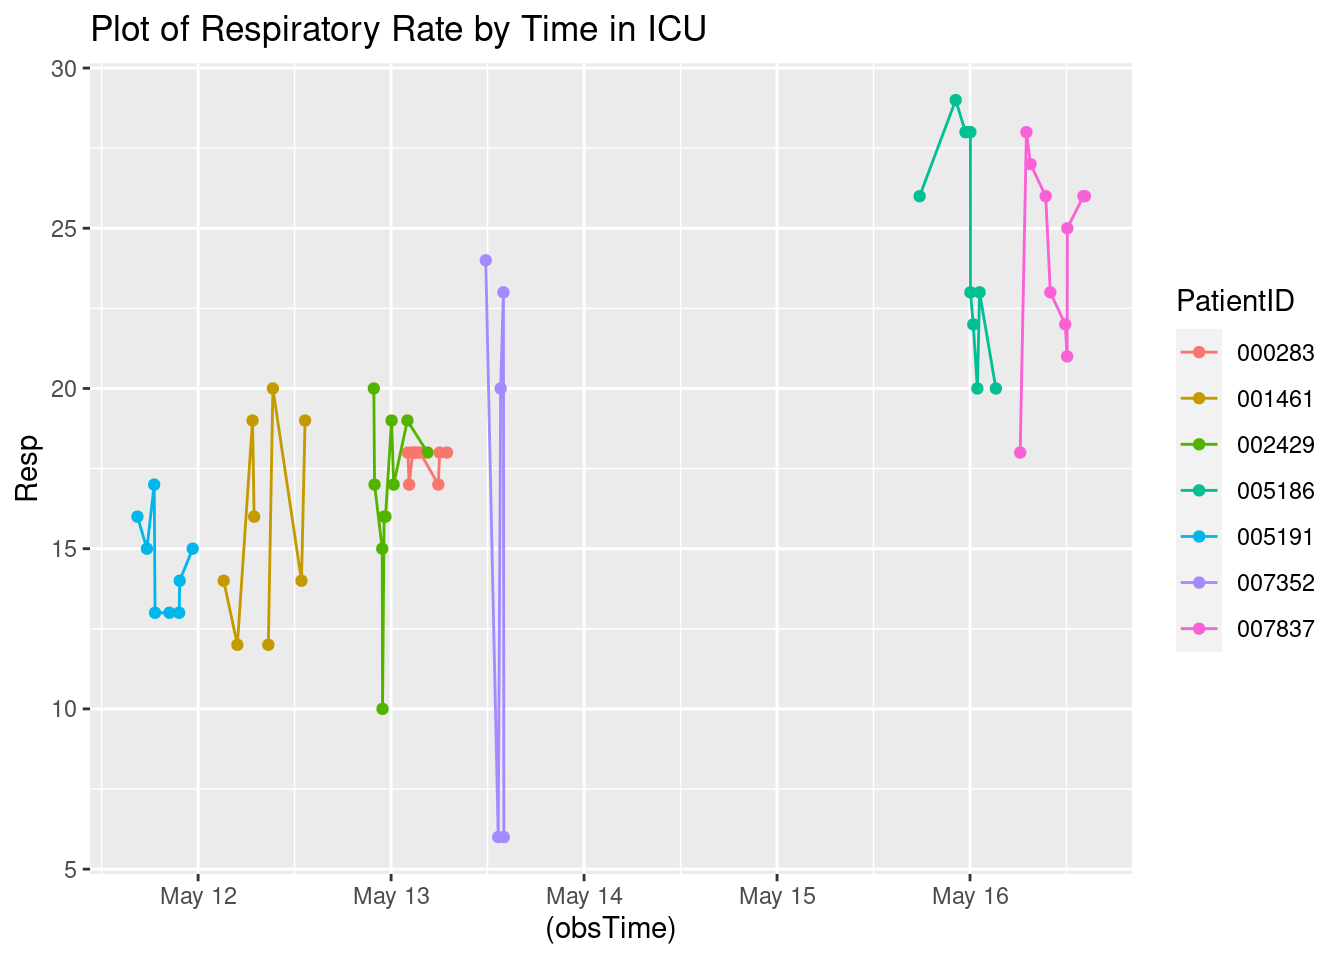 Plot of Respiratory Rate by Time in ICU
30
25
20
15
10
5
Resp
May 12
May 13
May 14
May 15
May 16
(obsTime)
PatientID
000283
001461
002429
005186
005191
007352
007837